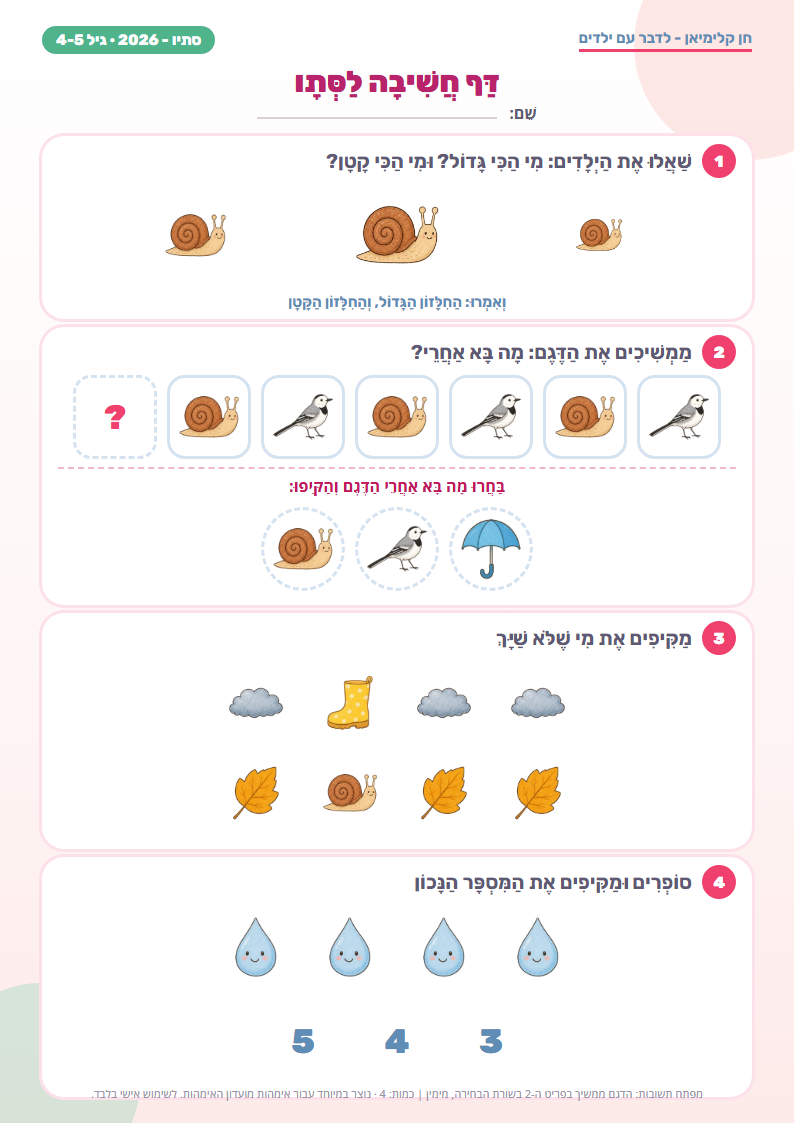 חן קלימיאן - לדבר עם ילדים
סתיו - 2026 • גיל 4-5
דַּף חֲשִׁיבָה לַסְּתָו
שֵׁם:
1
שַׁאֲלוּ אֶת הַיְלָדִים: מִי הַכִּי גָּדוֹל? וּמִי הַכִּי קָטָן?
וְאִמְרוּ: הַחִלָּזוֹן הַגָּדוֹל, וְהַחִלָּזוֹן הַקָּטָן
2
מַמְשִׁיכִים אֶת הַדֶּגֶם: מָה בָּא אַחֲרֵי?
?
בַּחֲרוּ מָה בָּא אַחֲרֵי הַדֶּגֶם וְהַקִּיפוּ:
3
מַקִּיפִים אֶת מִי שֶׁלֹּא שַׁיָּךְ
4
סוֹפְרִים וּמַקִּיפִים אֶת הַמִּסְפָּר הַנָּכוֹן
3 4 5
מפתח תשובות: הדגם ממשיך בפריט ה-2 בשורת הבחירה, מימין | כמות: 4 · נוצר במיוחד עבור אימהות מועדון האימהות. לשימוש אישי בלבד.